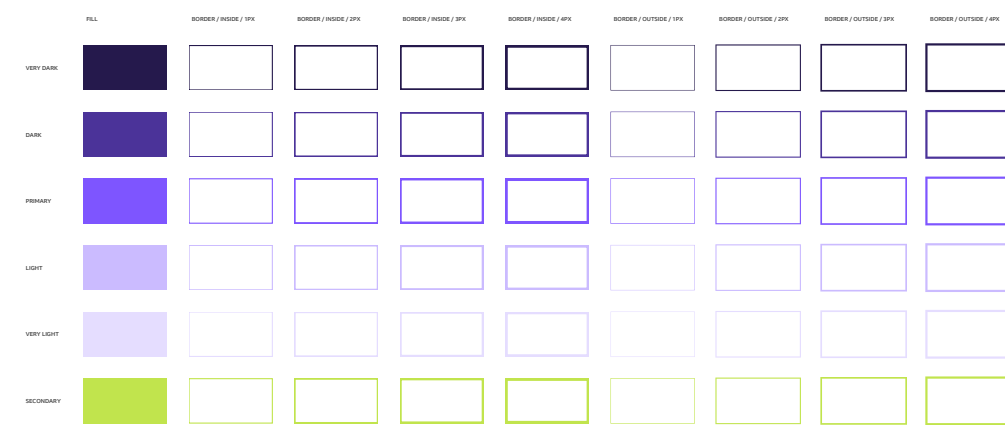 FILL BORDER / INSIDE / 1PX BORDER / INSIDE / 2PX BORDER / INSIDE / 3PX BORDER / INSIDE / 4PX BORDER / OUTSIDE / 1PX BORDER / OUTSIDE / 2PX BORDER / OUTSIDE / 3PX BORDER / OUTSIDE / 4PX
VERY DARK
DARK
PRIMARY
LIGHT
VERY LIGHT
SECONDARY